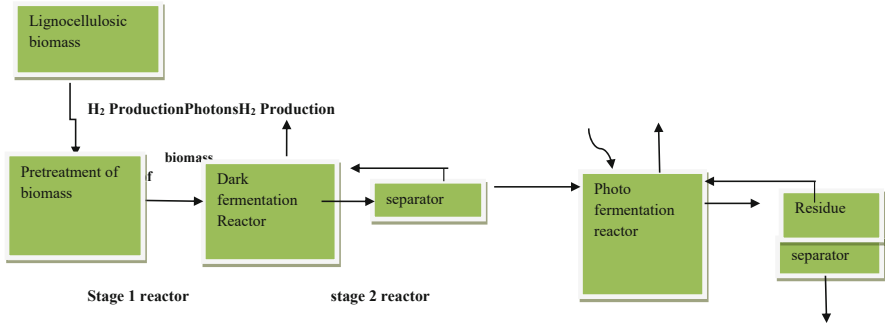 Lignocellulosic
biomass
H₂ ProductionPhotonsH₂ Production
biomass
of
Pretreatment of
biomass
Dark
fermentation
Reactor
separator
Photo
fermentation
reactor
Residue
separator
Stage 1 reactor
stage 2 reactor